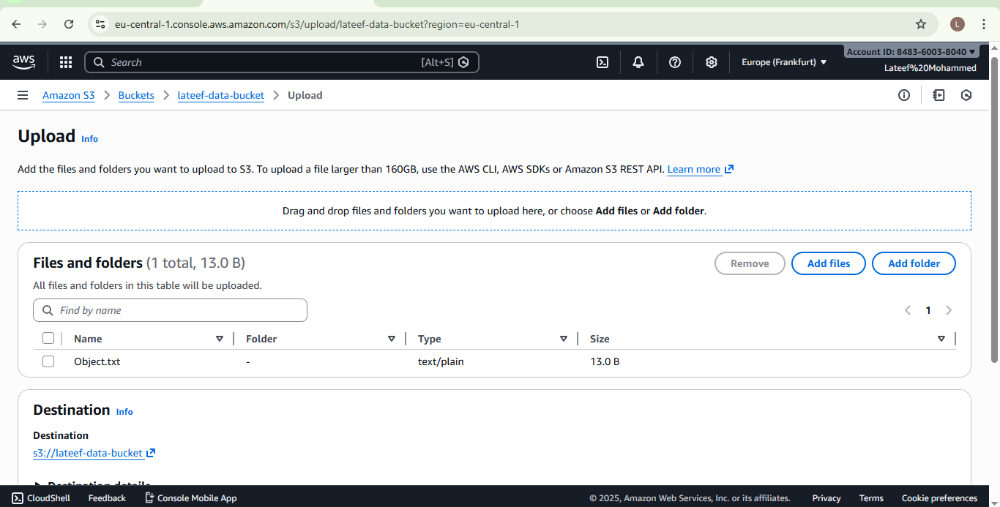 eu-central-1.console.aws.amazon.com/s3/upload/lateef-data-bucket?region=eu-central-1
L
aws
Search
[Alt+S]
Europe (Frankfurt)
Account ID: 8483-6003-8040
Lateef%20Mohammed
Amazon S3
Buckets
lateef-data-bucket
Upload
Upload
Info
Add the files and folders you want to upload to S3. To upload a file larger than 160GB, use the AWS CLI, AWS SDKs or Amazon S3 REST API. Learn more
Drag and drop files and folders you want to upload here, or choose Add files or Add folder.
Files and folders (1 total, 13.0 B)
Remove
Add files
Add folder
All files and folders in this table will be uploaded.
Find by name
1
Name
Folder
Type
Size
Object.txt
-
text/plain
13.0 B
Destination
Info
Destination
s3://lateef-data-bucket
Destination details
CloudShell
Feedback
Console Mobile App
© 2025, Amazon Web Services, Inc. or its affiliates.
Privacy
Terms
Cookie preferences